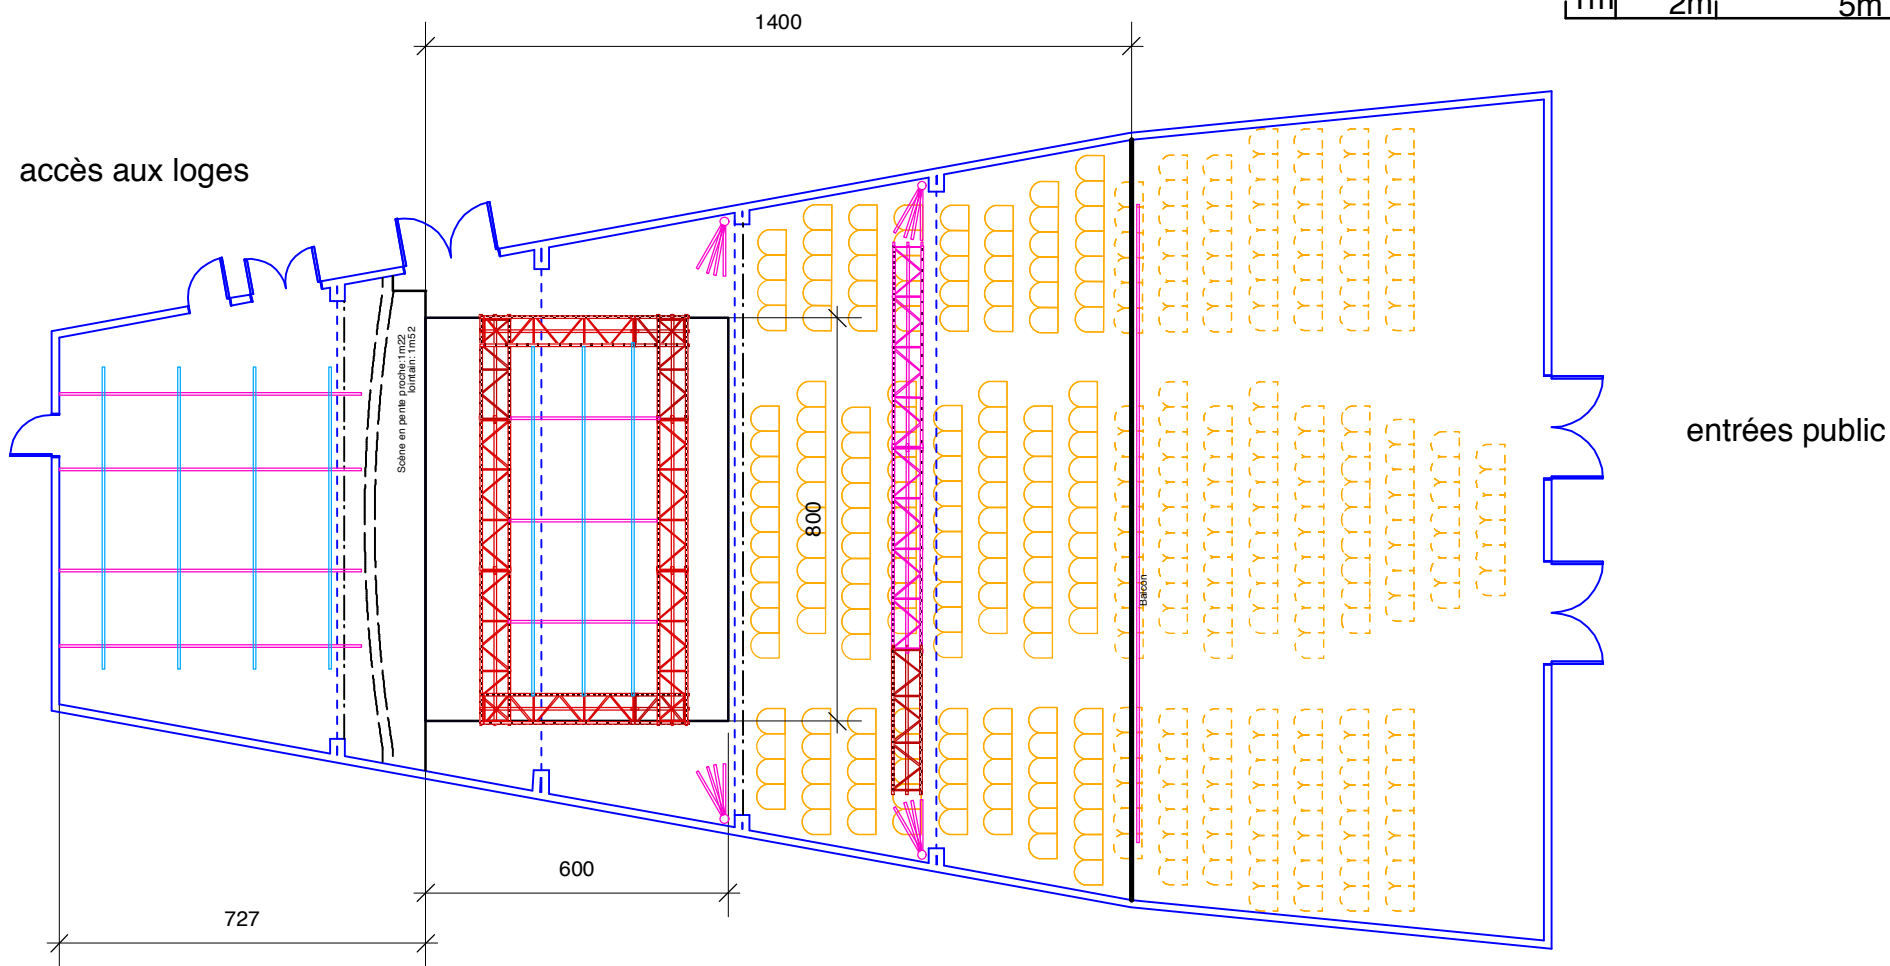 1400
1m 2m 5m
accès aux loges
Scène en pente proche:1m22
lointain: 1m52
entrées public
800
Balcon
600
727